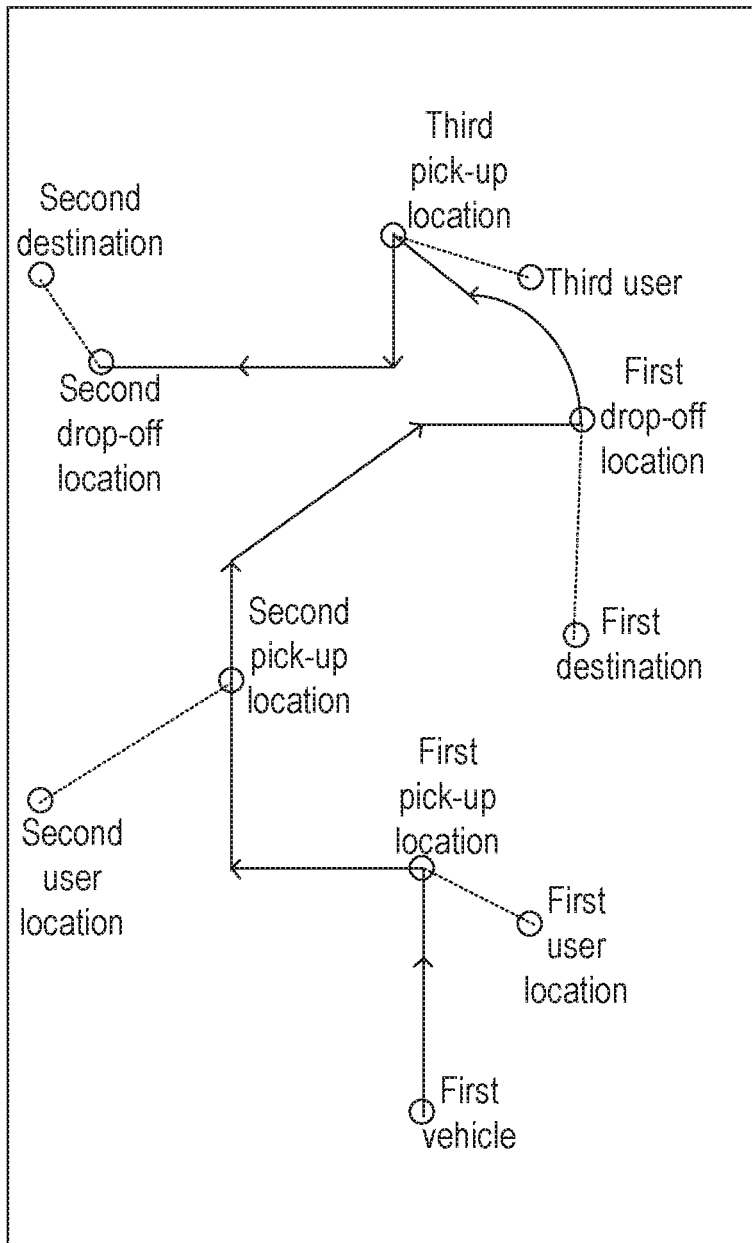 Third
pick-up
location
Second
destination
Third user
Second
drop-off
location
First
drop-off
location
Second
pick-up
location
First
destination
First
pick-up
location
Second
user
location
First
user
location
First
vehicle